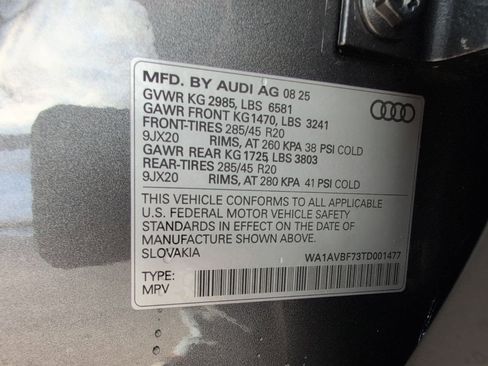 MFD. BY AUDI AG 08 25
GVWR KG 2985, LBS 6581
GAWR FRONT KG1470, LBS 3241
FRONT-TIRES 285/45 R20
9JX20 RIMS, AT 260 KPA 38 PSI COLD
GAWR REAR KG 1725, LBS 3803
REAR-TIRES 285/45 R20
9JX20 RIMS, AT 280 KPA 41 PSI COLD
THIS VEHICLE CONFORMS TO ALL APPLICABLE
U.S. FEDERAL MOTOR VEHICLE SAFETY
STANDARDS IN EFFECT ON THE DATE OF
MANUFACTURE SHOWN ABOVE.
SLOVAKIA WA1AVBF73TD001477
TYPE:
MPV